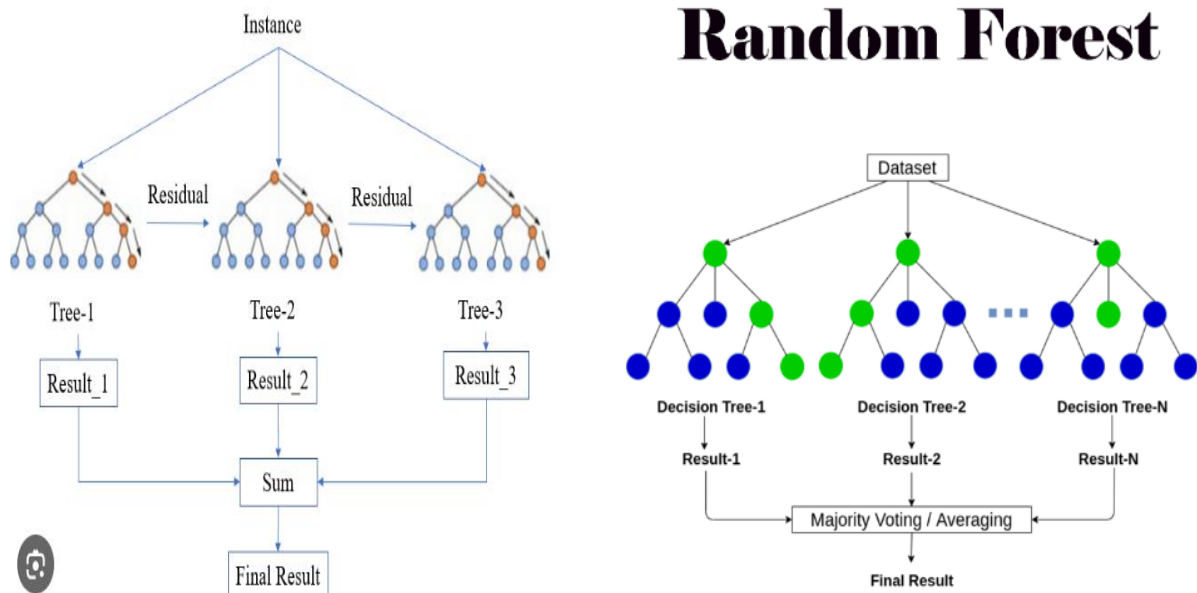 Instance
Residual
Residual
Tree-1
Tree-2
Tree-3
Result_1
Result_2
Result_3
Sum
Final Result
Random Forest
Dataset
Decision Tree-1
Decision Tree-2
Decision Tree-N
Result-1
Result-2
Result-N
Majority Voting / Averaging
Final Result